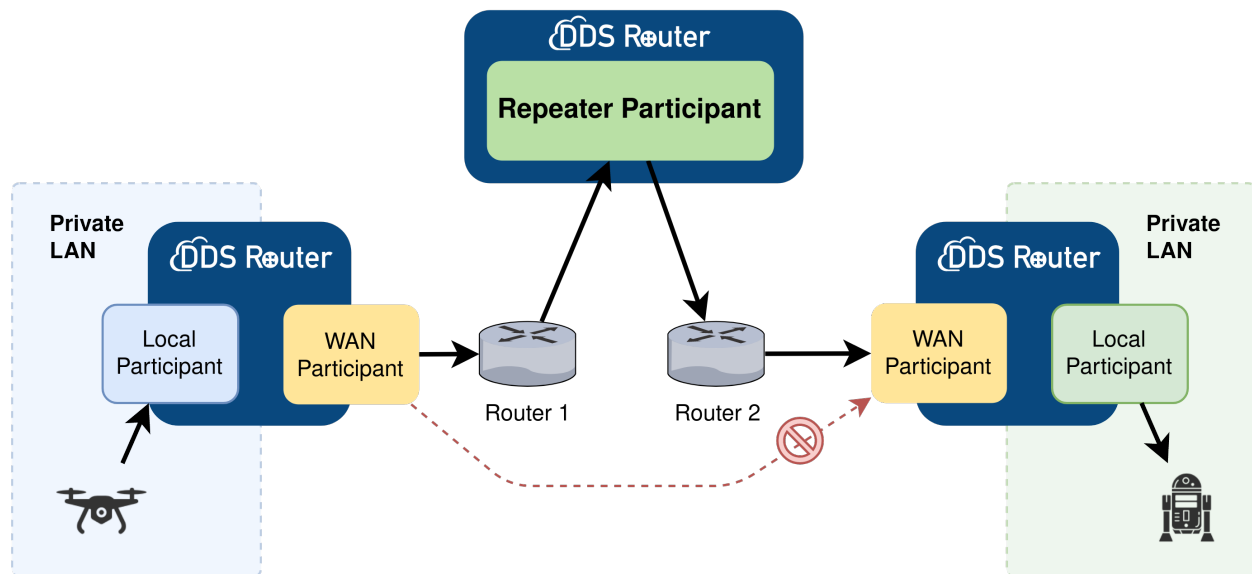 DDS Router
Repeater Participant
Private
LAN
DDS Router
Local
Participant
WAN
Participant
Router 1
Router 2
DDS Router
WAN
Participant
Local
Participant
Private
LAN